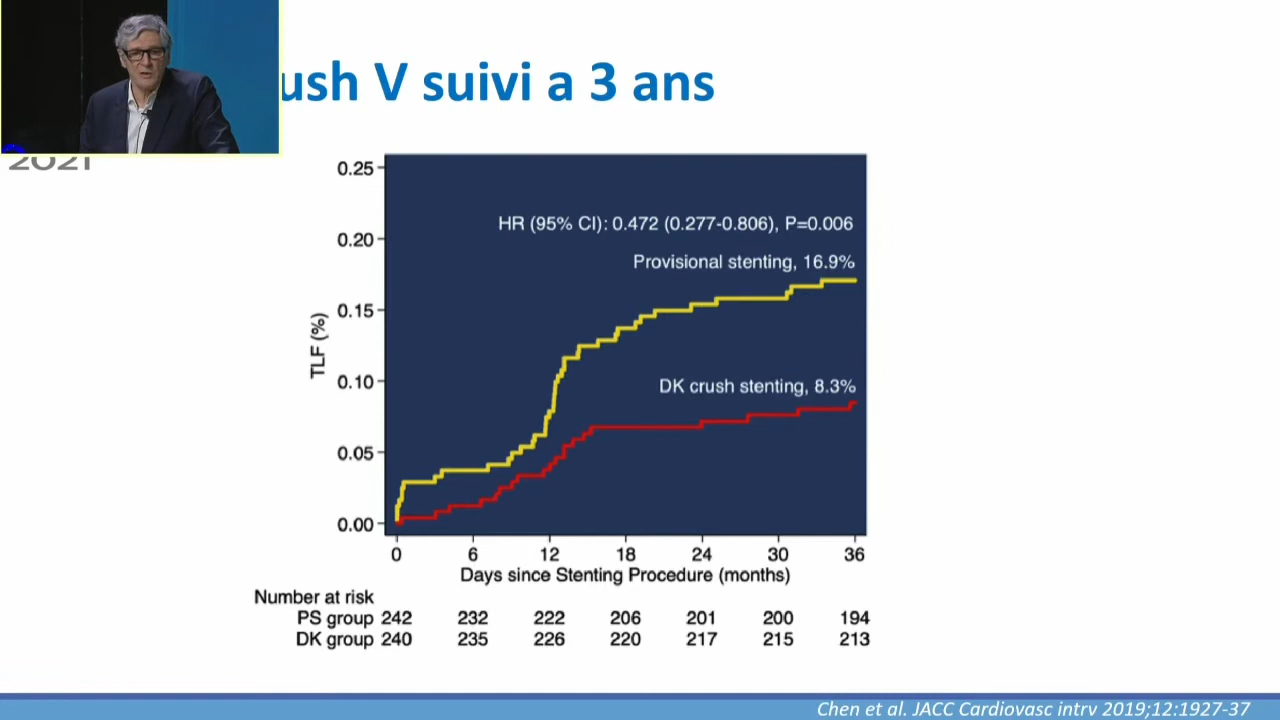 ush V suivi a 3 ans
2021
0.25
0.20
0.15
0.10
0.05
0.00
TLF (%)
HR (95% CI): 0.472 (0.277-0.806), P=0.006
Provisional stenting, 16.9%
DK crush stenting, 8.3%
0 6 12 18 24 30 36
Days since Stenting Procedure (months)
Number at risk
PS group 242 232 222 206 201 200 194
DK group 240 235 226 220 217 215 213
Chen et al. JACC Cardiovasc intrv 2019;12:1927-37